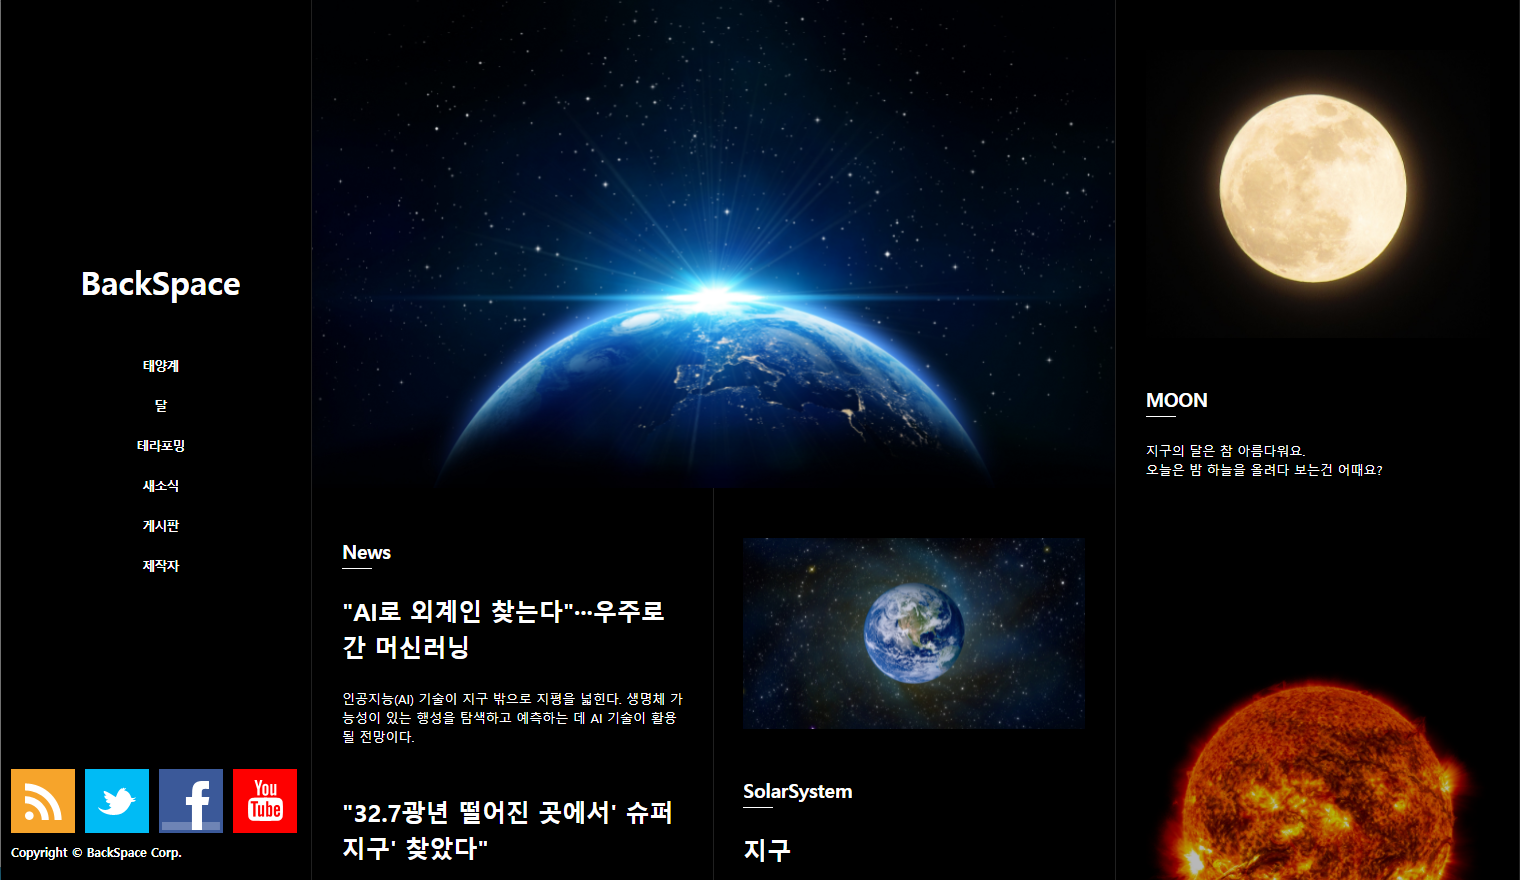 BackSpace
태양계
달
테라포밍
새소식
게시판
제작자
You
Tube
Copyright © BackSpace Corp.
News
"AI로 외계인 찾는다"…우주로
간 머신러닝
인공지능(AI) 기술이 지구 밖으로 지평을 넓힌다. 생명체 가
능성이 있는 행성을 탐색하고 예측하는 데 AI 기술이 활용
될 전망이다.
"32.7광년 떨어진 곳에서' 슈퍼
지구' 찾았다"
SolarSystem
지구
MOON
지구의 달은 참 아름다워요.
오늘은 밤 하늘을 올려다 보는건 어때요?